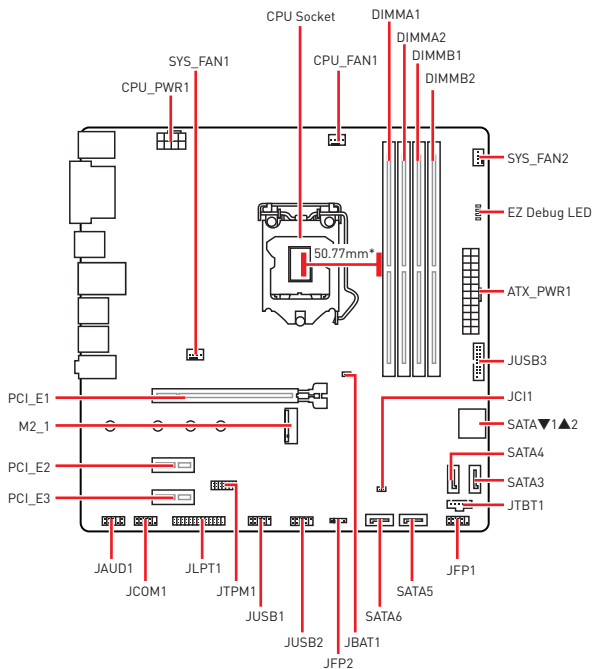 CPU Socket
DIMMA1
DIMMA2
DIMMB1
DIMMB2
SYS_FAN1
CPU_FAN1
CPU_PWR1
SYS_FAN2
EZ Debug LED
50.77mm*
ATX_PWR1
JUSB3
JCI1
PCI_E1
M2_1
SATA▼1▲2
SATA4
PCI_E2
SATA3
PCI_E3
JTBT1
JAUD1
JCOM1
JLPT1
JTPM1
JUSB1
JUSB2
JFP2
JBAT1
SATA6
SATA5
JFP1